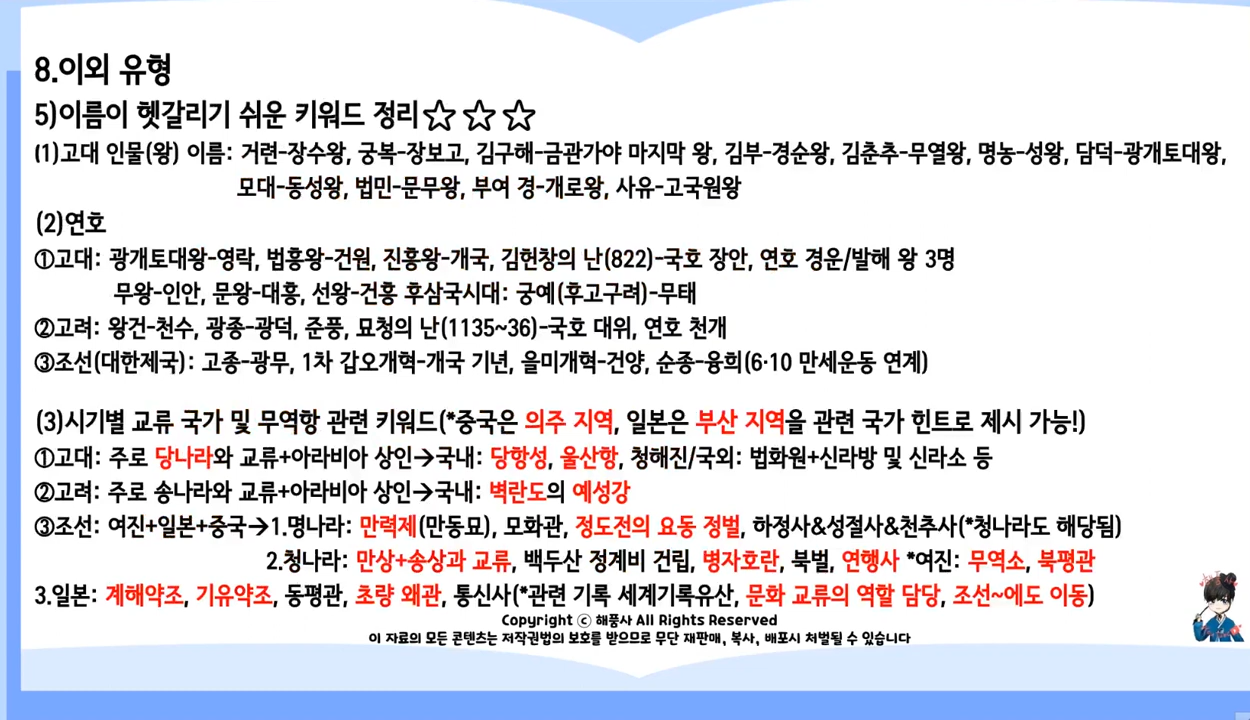 8.이외 유형
5)이름이 헷갈리기 쉬운 키워드 정리☆☆☆
(1)고대 인물(왕) 이름: 거련-장수왕, 궁복-장보고, 김구해-금관가야 마지막 왕, 김부-경순왕, 김춘추-무열왕, 명농-성왕, 담덕-광개토대왕,
모대-동성왕, 법민-문무왕, 부여 경-개로왕, 사유-고국원왕
(2)연호
①고대: 광개토대왕-영락, 법흥왕-건원, 진흥왕-개국, 김헌창의 난(822)-국호 장안, 연호 경운/발해 왕 3명
무왕-인안, 문왕-대흥, 선왕-건흥 후삼국시대: 궁예(후고구려)-무태
②고려: 왕건-천수, 광종-광덕, 준풍, 묘청의 난(1135~36)-국호 대위, 연호 천개
③조선(대한제국): 고종-광무, 1차 갑오개혁-개국 기년, 을미개혁-건양, 순종-융희(6·10 만세운동 연계)
(3)시기별 교류 국가 및 무역항 관련 키워드(*중국은 의주 지역, 일본은 부산 지역을 관련 국가 힌트로 제시 가능!)
①고대: 주로 당나라와 교류+아라비아 상인→국내: 당항성, 울산항, 청해진/국외: 법화원+신라방 및 신라소 등
②고려: 주로 송나라와 교류+아라비아 상인→국내: 벽란도의 예성강
③조선: 여진+일본+중국→1.명나라: 만력제(만동묘), 모화관, 정도전의 요동 정벌, 하정사&성절사&천추사(*청나라도 해당됨)
2.청나라: 만상+송상과 교류, 백두산 정계비 건립, 병자호란, 북벌, 연행사 *여진: 무역소, 북평관
3.일본: 계해약조, 기유약조, 동평관, 초량 왜관, 통신사(*관련 기록 세계기록유산, 문화 교류의 역할 담당, 조선~에도 이동)
Copyright ⓒ 해풍사 All Rights Reserved
이 자료의 모든 콘텐츠는 저작권법의 보호를 받으므로 무단 재판매, 복사, 배포시 처벌될 수 있습니다